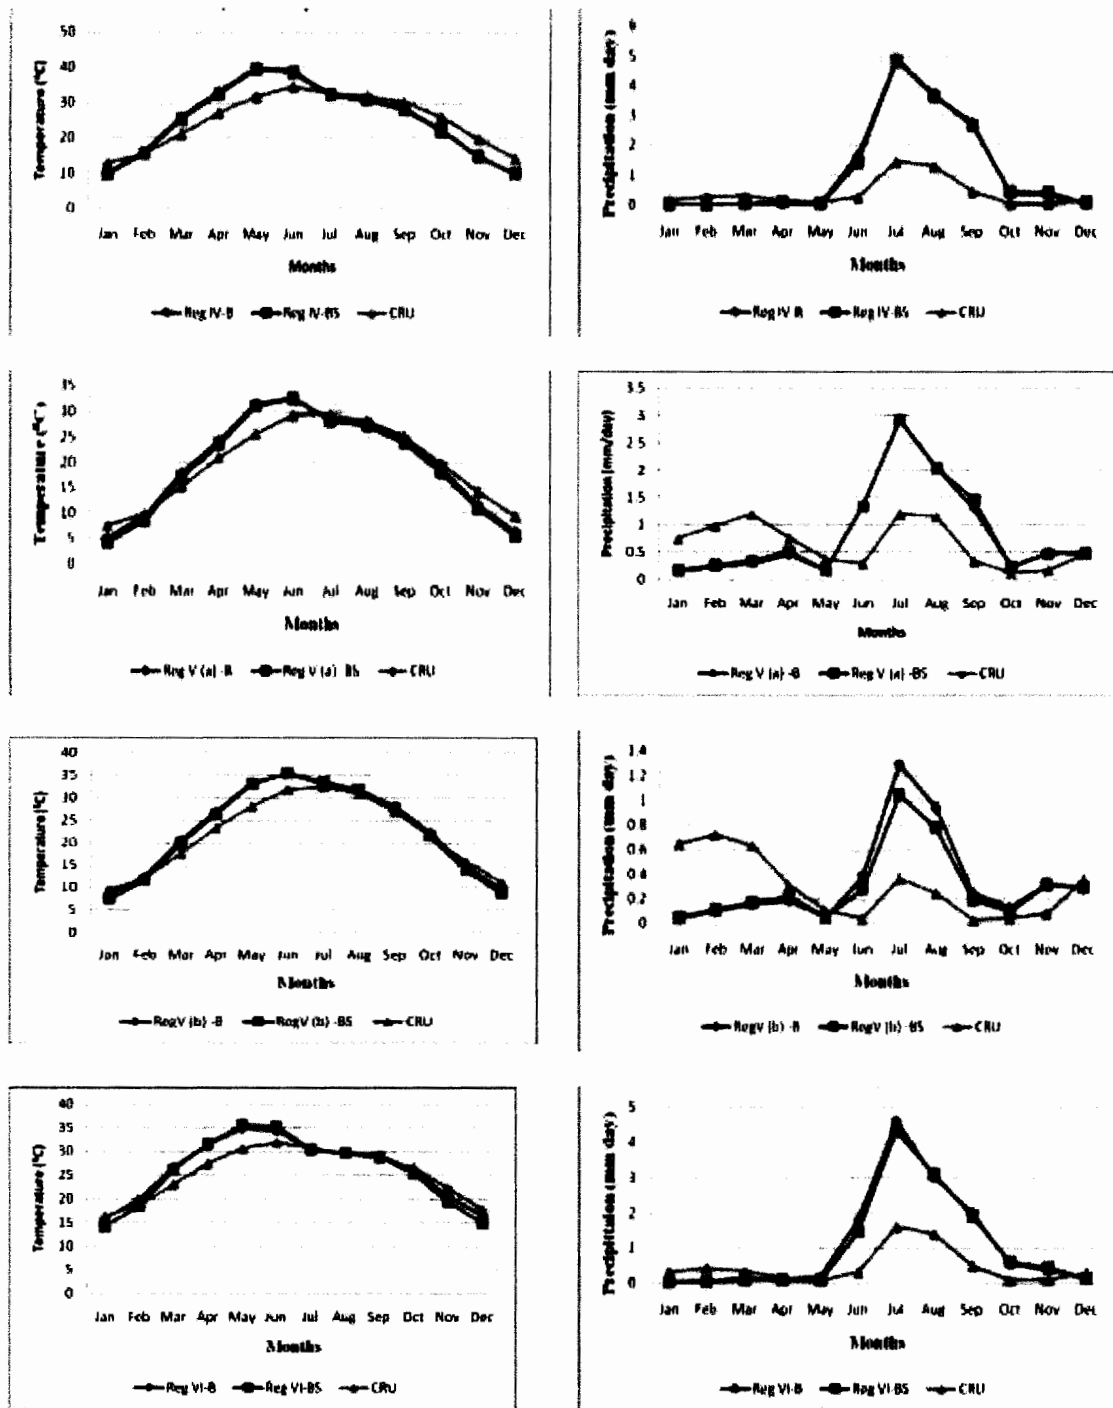 50
40
30
20
10
0
Temperature (°C)
Jan Feb Mar Apr May Jun Jul Aug Sep Oct Nov Dec
Months
Reg IV-B Reg IV-BS CRU
6
5
4
3
2
1
0
Precipitation (mm day)
Jan Feb Mar Apr May Jun Jul Aug Sep Oct Nov Dec
Months
Reg IV-B Reg IV-BS CRU
35
30
25
20
15
10
5
0
Temperature (°C)
Jan Feb Mar Apr May Jun Jul Aug Sep Oct Nov Dec
Months
Reg V (a) -B Reg V (a) -BS CRU
3.5
3
2.5
2
1.5
1
0.5
0
Precipitation (mm/day)
Jan Feb Mar Apr May Jun Jul Aug Sep Oct Nov Dec
Months
Reg V (a) -B Reg V (a) -BS CRU
40
35
30
25
20
15
10
5
0
Temperature (°C)
Jan Feb Mar Apr May Jun Jul Aug Sep Oct Nov Dec
Months
RegV (b) -B RegV (b) -BS CRU
1.4
1.2
1
0.8
0.6
0.4
0.2
0
Precipitation (mm day)
Jan Feb Mar Apr May Jun Jul Aug Sep Oct Nov Dec
Months
RegV (b) -B RegV (b) -BS CRU
40
35
30
25
20
15
10
5
0
Temperature (°C)
Jan Feb Mar Apr May Jun Jul Aug Sep Oct Nov Dec
Months
Reg VI-B Reg VI-BS CRU
5
4
3
2
1
0
Precipitation (mm day)
Jan Feb Mar Apr May Jun Jul Aug Sep Oct Nov Dec
Months
Reg VI-B Reg VI-BS CRU